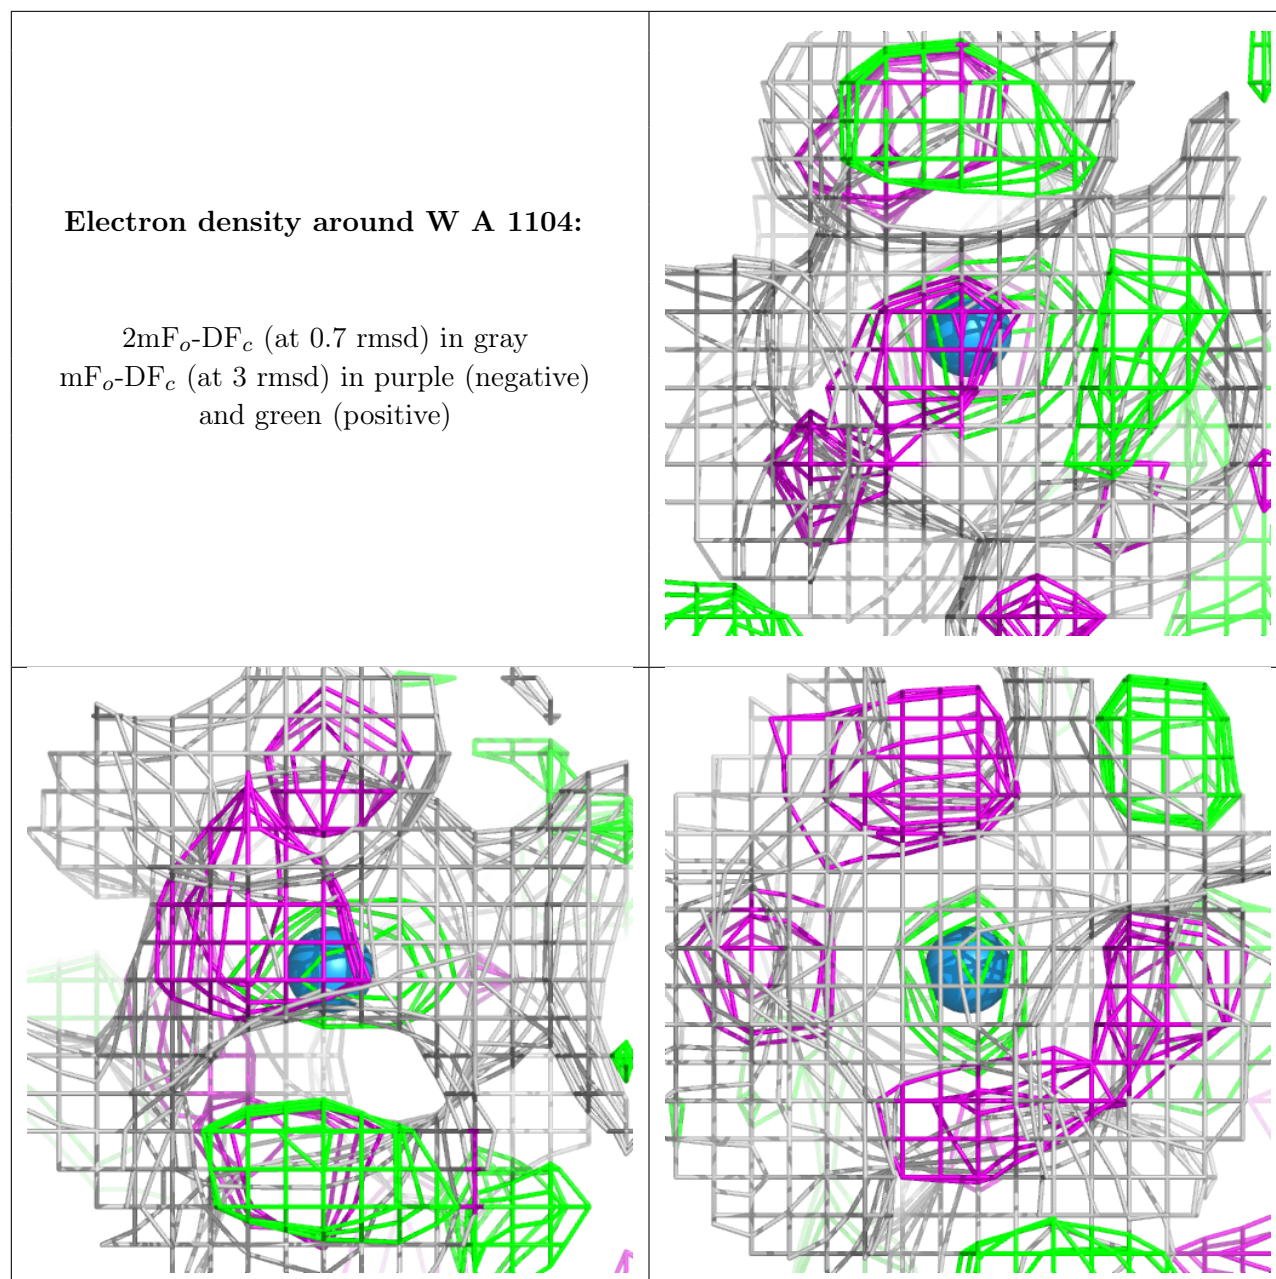 Electron density around W A 1104:
2mFo-DFc (at 0.7 rmsd) in gray
mFo-DFc (at 3 rmsd) in purple (negative)
and green (positive)